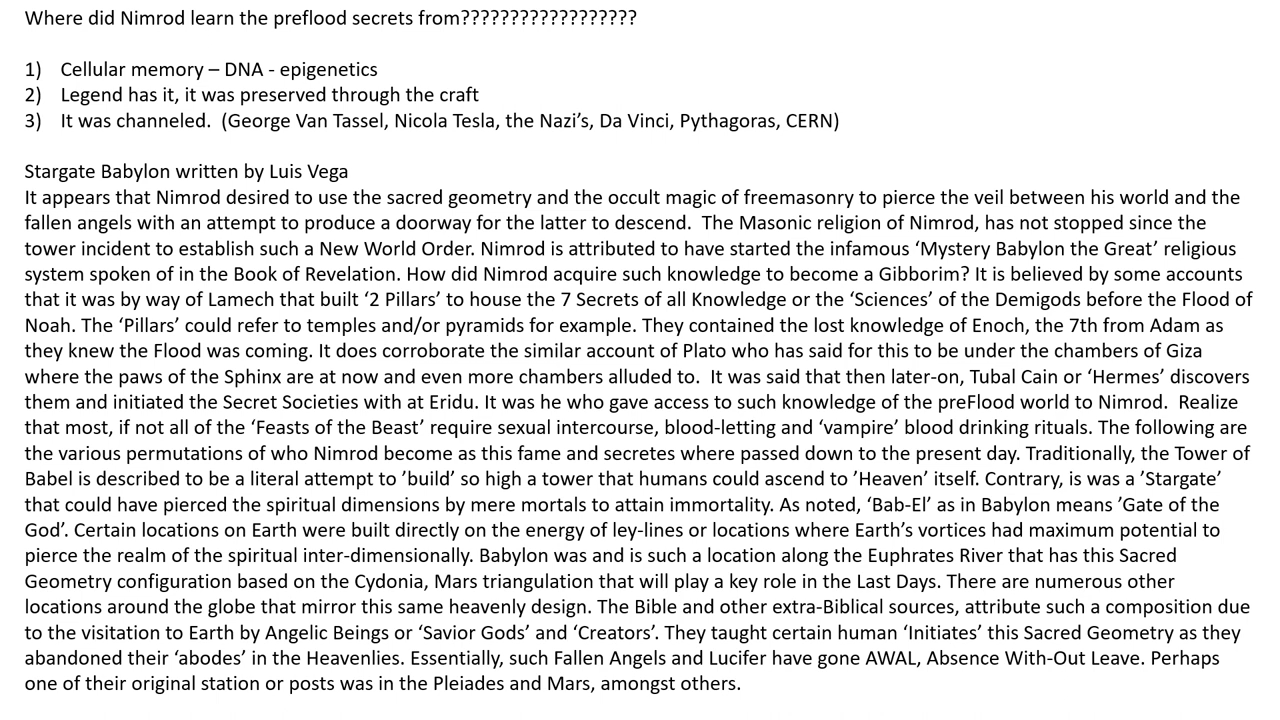 Where did Nimrod learn the preflood secrets from??????????????????
1) Cellular memory – DNA - epigenetics
2) Legend has it, it was preserved through the craft
3) It was channeled.  (George Van Tassel, Nicola Tesla, the Nazi’s, Da Vinci, Pythagoras, CERN)
Stargate Babylon written by Luis Vega
It appears that Nimrod desired to use the sacred geometry and the occult magic of freemasonry to pierce the veil between his world and the
fallen angels with an attempt to produce a doorway for the latter to descend.  The Masonic religion of Nimrod, has not stopped since the
tower incident to establish such a New World Order. Nimrod is attributed to have started the infamous ‘Mystery Babylon the Great’ religious
system spoken of in the Book of Revelation. How did Nimrod acquire such knowledge to become a Gibborim? It is believed by some accounts
that it was by way of Lamech that built ‘2 Pillars’ to house the 7 Secrets of all Knowledge or the ‘Sciences’ of the Demigods before the Flood of
Noah. The ‘Pillars’ could refer to temples and/or pyramids for example. They contained the lost knowledge of Enoch, the 7th from Adam as
they knew the Flood was coming. It does corroborate the similar account of Plato who has said for this to be under the chambers of Giza
where the paws of the Sphinx are at now and even more chambers alluded to.  It was said that then later-on, Tubal Cain or ‘Hermes’ discovers
them and initiated the Secret Societies with at Eridu. It was he who gave access to such knowledge of the preFlood world to Nimrod.  Realize
that most, if not all of the ‘Feasts of the Beast’ require sexual intercourse, blood-letting and ‘vampire’ blood drinking rituals. The following are
the various permutations of who Nimrod become as this fame and secretes where passed down to the present day. Traditionally, the Tower of
Babel is described to be a literal attempt to ’build’ so high a tower that humans could ascend to ’Heaven’ itself. Contrary, is was a ’Stargate’
that could have pierced the spiritual dimensions by mere mortals to attain immortality. As noted, ‘Bab-El’ as in Babylon means ’Gate of the
God’. Certain locations on Earth were built directly on the energy of ley-lines or locations where Earth’s vortices had maximum potential to
pierce the realm of the spiritual inter-dimensionally. Babylon was and is such a location along the Euphrates River that has this Sacred
Geometry configuration based on the Cydonia, Mars triangulation that will play a key role in the Last Days. There are numerous other
locations around the globe that mirror this same heavenly design. The Bible and other extra-Biblical sources, attribute such a composition due
to the visitation to Earth by Angelic Beings or ‘Savior Gods’ and ‘Creators’. They taught certain human ‘Initiates’ this Sacred Geometry as they
abandoned their ‘abodes’ in the Heavenlies. Essentially, such Fallen Angels and Lucifer have gone AWAL, Absence With-Out Leave. Perhaps
one of their original station or posts was in the Pleiades and Mars, amongst others.